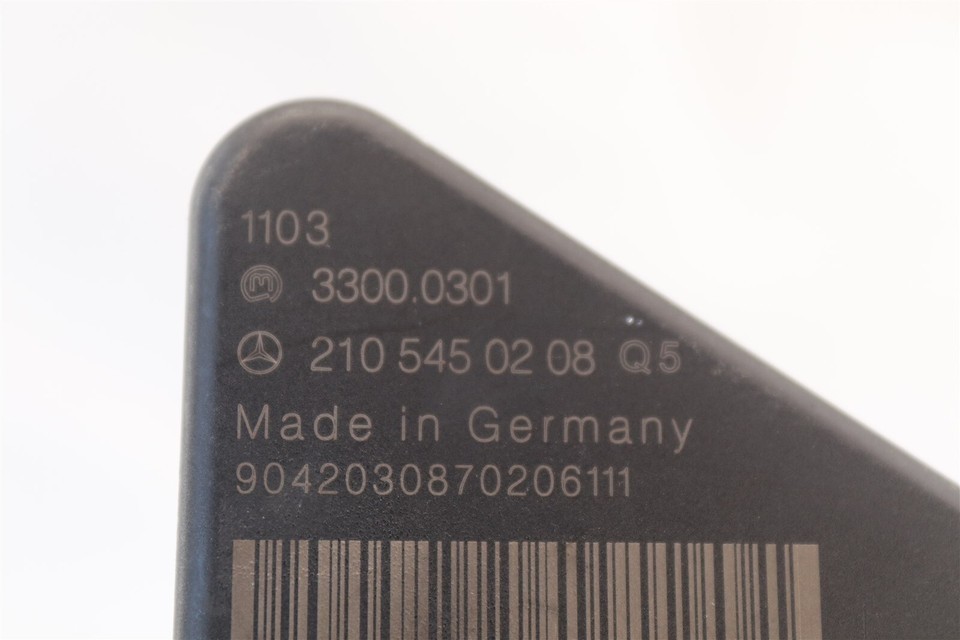 1103
3300.0301
210 545 02 08 Q5
Made in Germany
9042030870206111